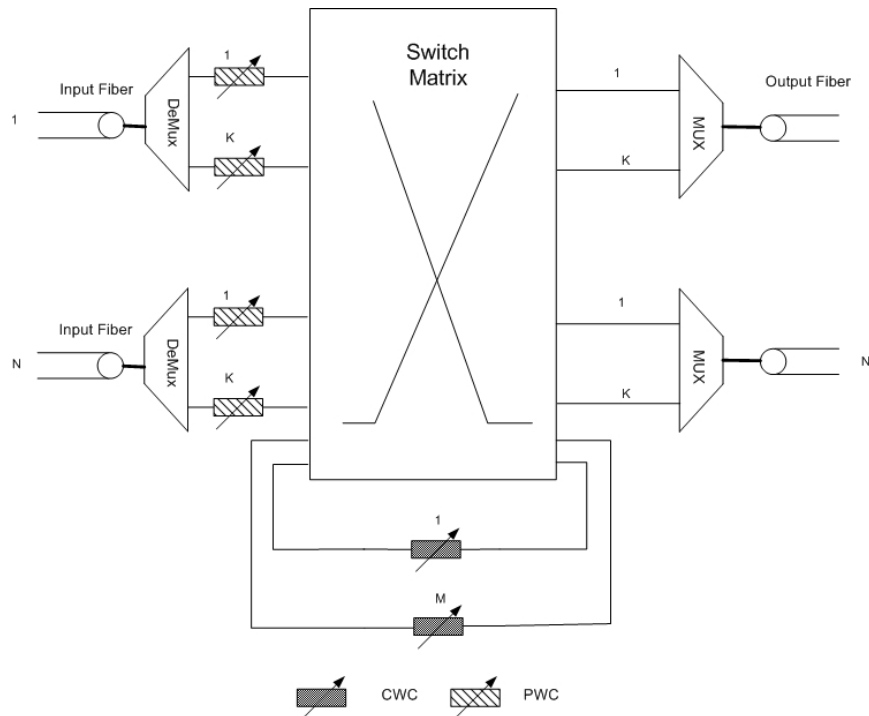 Switch
Matrix
1
Input Fiber
1
DeMux
K
1
K
MUX
Output Fiber
Input Fiber
N
DeMux
1
K
1
K
MUX
N
1
M
CWC
PWC